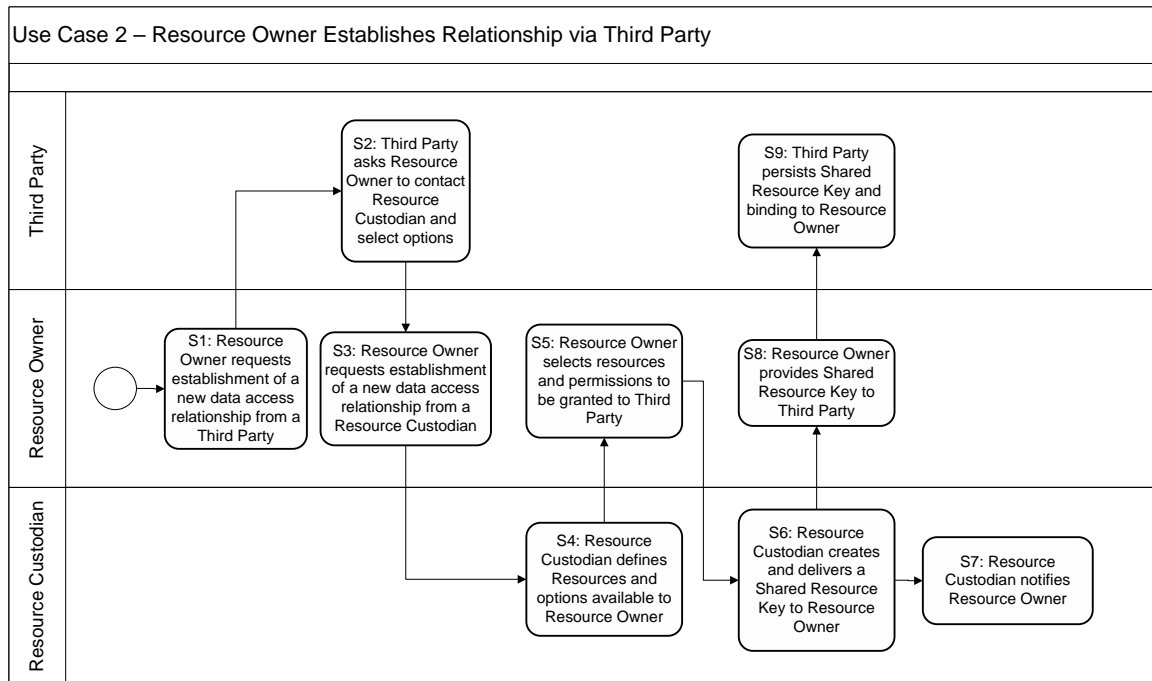 Use Case 2 – Resource Owner Establishes Relationship via Third Party
Third Party
S2: Third Party
asks Resource
Owner to contact
Resource
Custodian and
select options
S9: Third Party
persists Shared
Resource Key and
binding to Resource
Owner
Resource Owner
S1: Resource
Owner requests
establishment of a
new data access
relationship from a
Third Party
S3: Resource Owner
requests establishment
of a new data access
relationship from a
Resource Custodian
S5: Resource Owner
selects resources
and permissions to
be granted to Third
Party
S8: Resource Owner
provides Shared
Resource Key to
Third Party
Resource Custodian
S4: Resource
Custodian defines
Resources and
options available to
Resource Owner
S6: Resource
Custodian creates
and delivers a
Shared Resource
Key to Resource
Owner
S7: Resource
Custodian notifies
Resource Owner